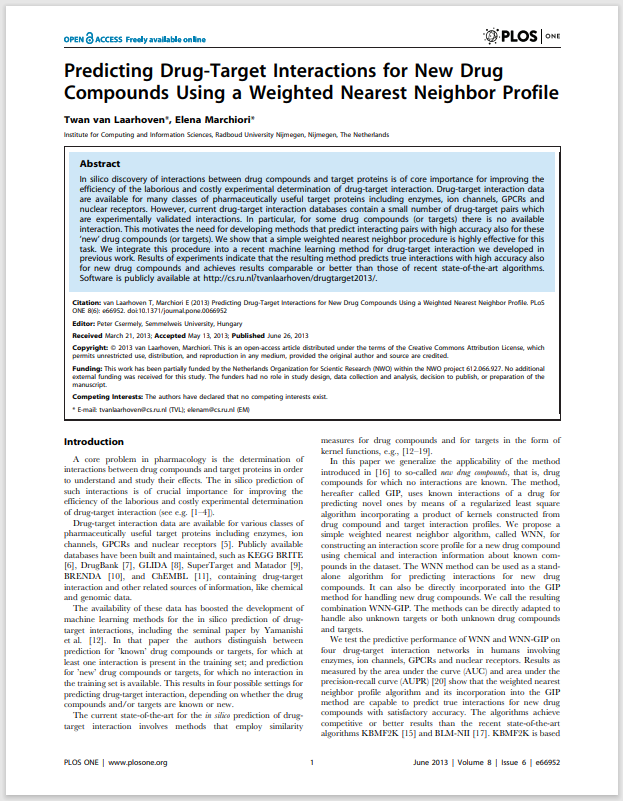 OPEN ACCESS Freely available online
PLOS ONE
Predicting Drug-Target Interactions for New Drug
Compounds Using a Weighted Nearest Neighbor Profile
Twan van Laarhoven*, Elena Marchiori*
Institute for Computing and Information Sciences, Radboud University Nijmegen, Nijmegen, The Netherlands
Abstract
In silico discovery of interactions between drug compounds and target proteins is of core importance for improving the
efficiency of the laborious and costly experimental determination of drug-target interaction. Drug-target interaction data
are available for many classes of pharmaceutically useful target proteins including enzymes, ion channels, GPCRs and
nuclear receptors. However, current drug-target interaction databases contain a small number of drug-target pairs which
are experimentally validated interactions. In particular, for some drug compounds (or targets) there is no available
interaction. This motivates the need for developing methods that predict interacting pairs with high accuracy also for these
'new' drug compounds (or targets). We show that a simple weighted nearest neighbor procedure is highly effective for this
task. We integrate this procedure into a recent machine learning method for drug-target interaction we developed in
previous work. Results of experiments indicate that the resulting method predicts true interactions with high accuracy also
for new drug compounds and achieves results comparable or better than those of recent state-of-the-art algorithms.
Software is publicly available at http://cs.ru.nl/tvanlaarhoven/drugtarget2013/.
Citation: van Laarhoven T, Marchiori E (2013) Predicting Drug-Target Interactions for New Drug Compounds Using a Weighted Nearest Neighbor Profile. PLoS
ONE 8(6): e66952. doi:10.1371/journal.pone.0066952
Editor: Peter Csermely, Semmelweis University, Hungary
Received March 21, 2013; Accepted May 13, 2013; Published June 26, 2013
Copyright: © 2013 van Laarhoven, Marchiori. This is an open-access article distributed under the terms of the Creative Commons Attribution License, which
permits unrestricted use, distribution, and reproduction in any medium, provided the original author and source are credited.
Funding: This work has been partially funded by the Netherlands Organization for Scientic Research (NWO) within the NWO project 612.066.927. No additional
external funding was received for this study. The funders had no role in study design, data collection and analysis, decision to publish, or preparation of the
manuscript.
Competing Interests: The authors have declared that no competing interests exist.
* E-mail: tvanlaarhoven@cs.ru.nl (TVL); elenam@cs.ru.nl (EM)
Introduction
A core problem in pharmacology is the determination of
interactions between drug compounds and target proteins in order
to understand and study their effects. The in silico prediction of
such interactions is of crucial importance for improving the
efficiency of the laborious and costly experimental determination
of drug-target interaction (see e.g. [1–4]).
Drug-target interaction data are available for various classes of
pharmaceutically useful target proteins including enzymes, ion
channels, GPCRs and nuclear receptors [5]. Publicly available
databases have been built and maintained, such as KEGG BRITE
[6], DrugBank [7], GLIDA [8], SuperTarget and Matador [9],
BRENDA [10], and ChEMBL [11], containing drug-target
interaction and other related sources of information, like chemical
and genomic data.
The availability of these data has boosted the development of
machine learning methods for the in silico prediction of drug-
target interactions, including the seminal paper by Yamanishi
et al. [12]. In that paper the authors distinguish between
prediction for 'known' drug compounds or targets, for which at
least one interaction is present in the training set; and prediction
for 'new' drug compounds or targets, for which no interaction in
the training set is available. This results in four possible settings for
predicting drug-target interaction, depending on whether the drug
compounds and/or targets are known or new.
The current state-of-the-art for the in silico prediction of drug-
target interaction involves methods that employ similarity
measures for drug compounds and for targets in the form of
kernel functions, e.g., [12–19].
In this paper we generalize the applicability of the method
introduced in [16] to so-called new drug compounds, that is, drug
compounds for which no interactions are known. The method,
hereafter called GIP, uses known interactions of a drug for
predicting novel ones by means of a regularized least square
algorithm incorporating a product of kernels constructed from
drug compound and target interaction profiles. We propose a
simple weighted nearest neighbor algorithm, called WNN, for
constructing an interaction score profile for a new drug compound
using chemical and interaction information about known com-
pounds in the dataset. The WNN method can be used as a stand-
alone algorithm for predicting interactions for new drug
compounds. It can also be directly incorporated into the GIP
method for handling new drug compounds. We call the resulting
combination WNN-GIP. The methods can be directly adapted to
handle also unknown targets or both unknown drug compounds
and targets.
We test the predictive performance of WNN and WNN-GIP on
four drug-target interaction networks in humans involving
enzymes, ion channels, GPCRs and nuclear receptors. Results as
measured by the area under the curve (AUC) and area under the
precision-recall curve (AUPR) [20] show that the weighted nearest
neighbor profile algorithm and its incorporation into the GIP
method are capable to predict true interactions for new drug
compounds with satisfactory accuracy. The algorithms achieve
competitive or better results than the recent state-of-the-art
algorithms KBMF2K [15] and BLM-NII [17]. KBMF2K is based
PLOS ONE | www.plosone.org
1
June 2013 | Volume 8 | Issue 6 | e66952